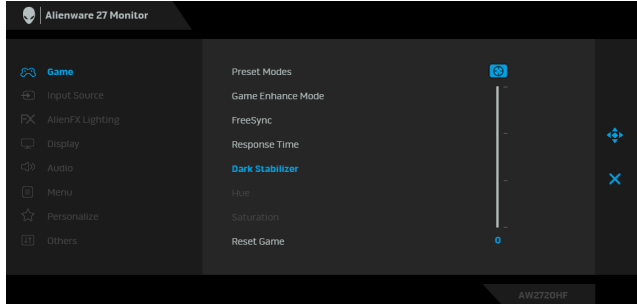 Alienware 27 Monitor
Game
Input Source
AlienFX Lighting
Display
Audio
Menu
Personalize
Others
Preset Modes
Game Enhance Mode
FreeSync
Response Time
Dark Stabilizer
Hue
Saturation
Reset Game
0
AW2720HF